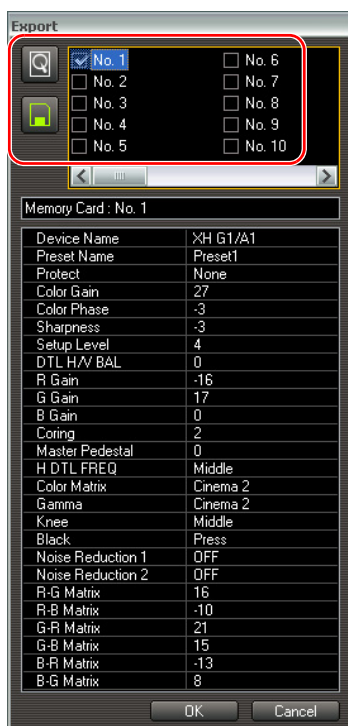 Export
No. 1 No. 6
No. 2 No. 7
No. 3 No. 8
No. 4 No. 9
No. 5 No. 10
Memory Card : No. 1
Device Name XH G1/A1
Preset Name Preset1
Protect None
Color Gain 27
Color Phase -3
Sharpness -3
Setup Level 4
DTL H/V BAL 0
R Gain -16
G Gain 17
B Gain 0
Coring 2
Master Pedestal 0
H DTL FREQ Middle
Color Matrix Cinema 2
Gamma Cinema 2
Knee Middle
Black Press
Noise Reduction 1 OFF
Noise Reduction 2 OFF
R-G Matrix 16
R-B Matrix -10
G-R Matrix 21
G-B Matrix 15
B-R Matrix -13
B-G Matrix 8
OK Cancel